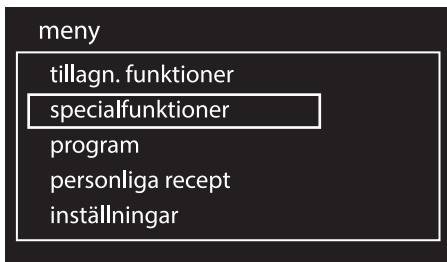 meny
tillagn. funktioner
specialfunktioner
program
personliga recept
inställningar